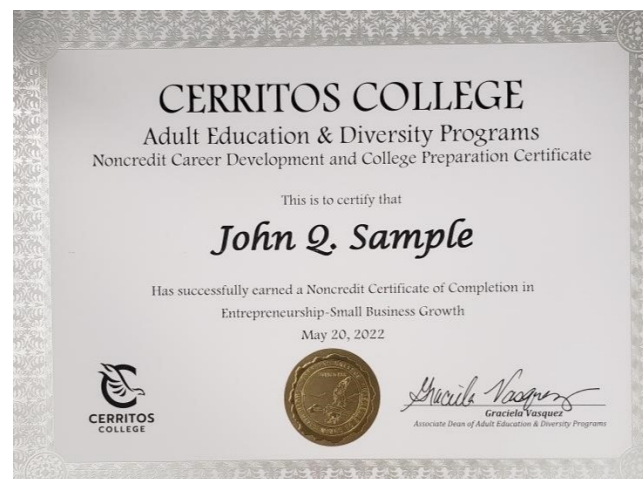 CERRITOS COLLEGE
Adult Education & Diversity Programs
Noncredit Career Development and College Preparation Certificate
This is to certify that
John Q. Sample
Has successfully earned a Noncredit Certificate of Completion in
Entrepreneurship-Small Business Growth
May 20, 2022
CERRITOS
COLLEGE
Graciela Vasquez
Graciela Vasquez
Associate Dean of Adult Education & Diversity Programs